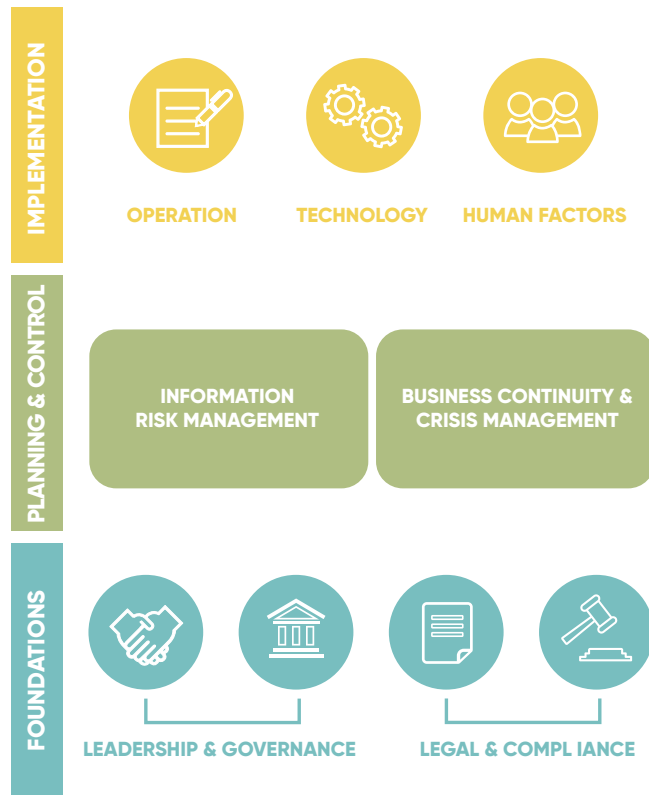 IMPLEMENTATION
OPERATION
TECHNOLOGY
HUMAN FACTORS
PLANNING & CONTROL
INFORMATION
RISK MANAGEMENT
BUSINESS CONTINUITY &
CRISIS MANAGEMENT
FOUNDATIONS
LEADERSHIP & GOVERNANCE
LEGAL & COMPL IANCE